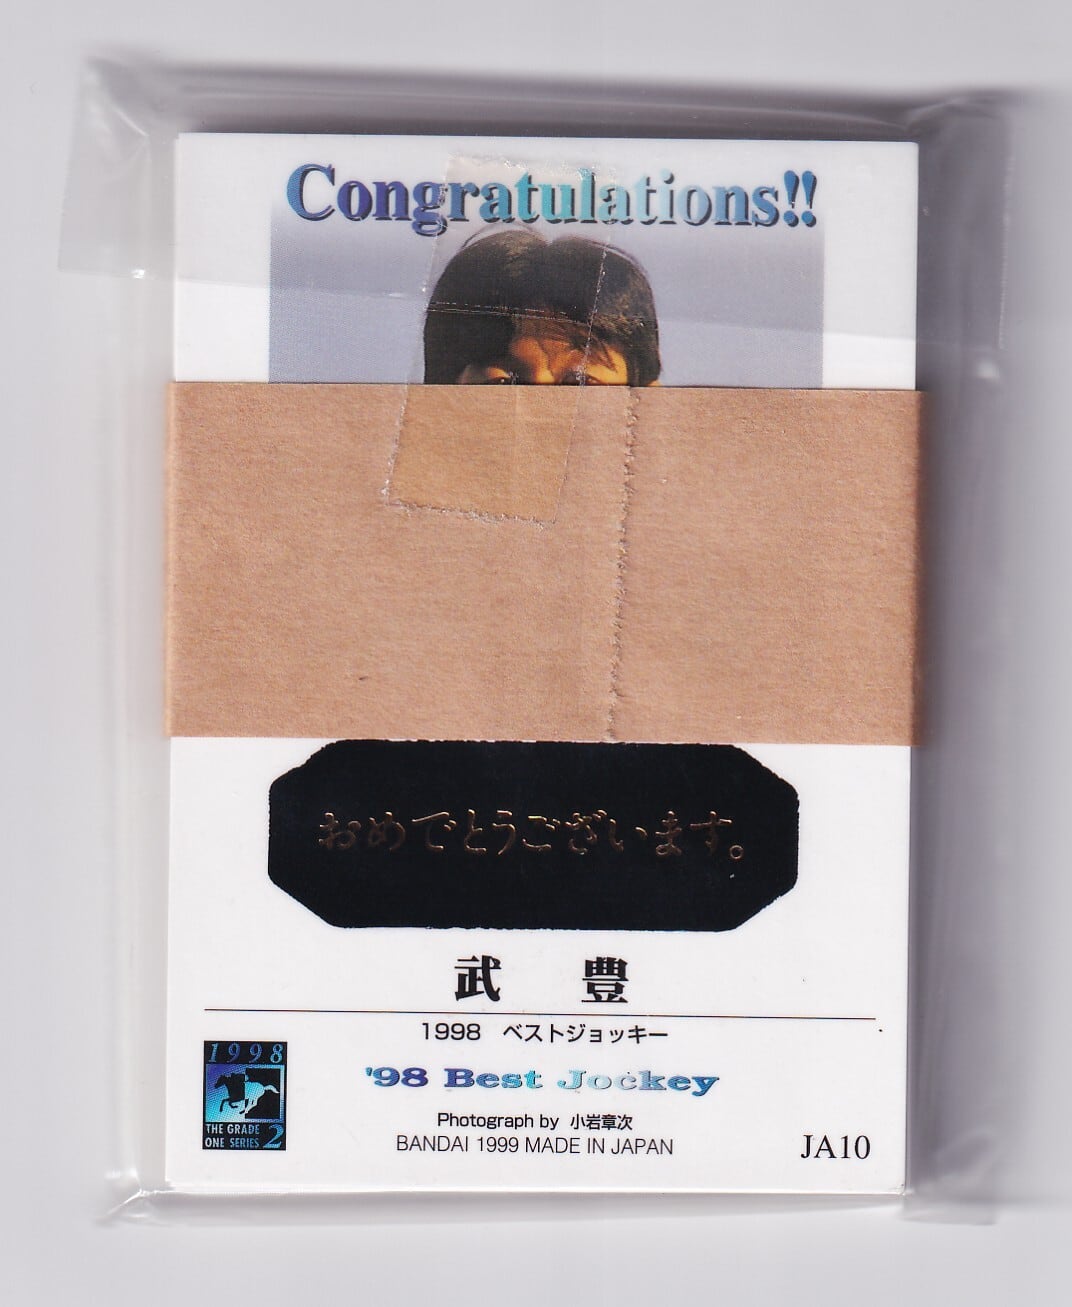 Congratulations!!
おめでとうございます。
武 豊
1998 ベストジョッキー
'98 Best Jockey
1998
THE GRADE
ONE SERIES 2
Photograph by 小岩章次
BANDAI 1999 MADE IN JAPAN
JA10